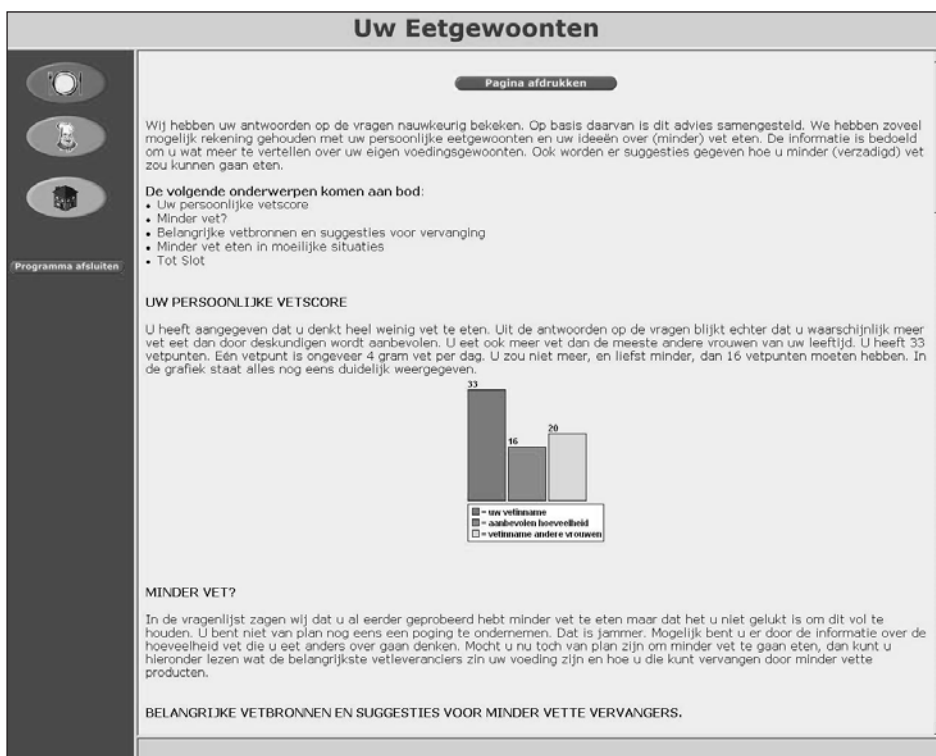 Uw Eetgewoonten
Pagina afdrukken
Wij hebben uw antwoorden op de vragen nauwkeurig bekeken. Op basis daarvan is dit advies samengesteld. We hebben zoveel
mogelijk rekening gehouden met uw persoonlijke eetgewoonten en uw ideeën over (minder) vet eten. De informatie is bedoeld
om u wat meer te vertellen over uw eigen voedingsgewoonten. Ook worden er suggesties gegeven hoe u minder (verzadigd) vet
zou kunnen gaan eten.
De volgende onderwerpen komen aan bod:
• Uw persoonlijke vetscore
• Minder vet?
• Belangrijke vetbronnen en suggesties voor vervanging
• Minder vet eten in moeilijke situaties
• Tot Slot
Programma afsluiten
UW PERSOONLIJKE VETSCORE
U heeft aangegeven dat u denkt heel weinig vet te eten. Uit de antwoorden op de vragen blijkt echter dat u waarschijnlijk meer
vet eet dan door deskundigen wordt aanbevolen. U eet ook meer vet dan de meeste andere vrouwen van uw leeftijd. U heeft 33
vetpunten. Eén vetpunt is ongeveer 4 gram vet per dag. U zou niet meer, en liefst minder, dan 16 vetpunten moeten hebben. In
de grafiek staat alles nog eens duidelijk weergegeven.
33
16
20
= uw vetinname
= aanbevolen hoeveelheid
= vetinname andere vrouwen
MINDER VET?
In de vragenlijst zagen wij dat u al eerder geprobeerd hebt minder vet te eten maar dat het u niet gelukt is om dit vol te
houden. U bent niet van plan nog eens een poging te ondernemen. Dat is jammer. Mogelijk bent u er door de informatie over de
hoeveelheid vet die u eet anders over gaan denken. Mocht u nu toch van plan zijn om minder vet te gaan eten, dan kunt u
hieronder lezen wat de belangrijkste vetleveranciers zin uw voeding zijn en hoe u die kunt vervangen door minder vette
producten.
BELANGRIJKE VETBRONNEN EN SUGGESTIES VOOR MINDER VETTE VERVANGERS.